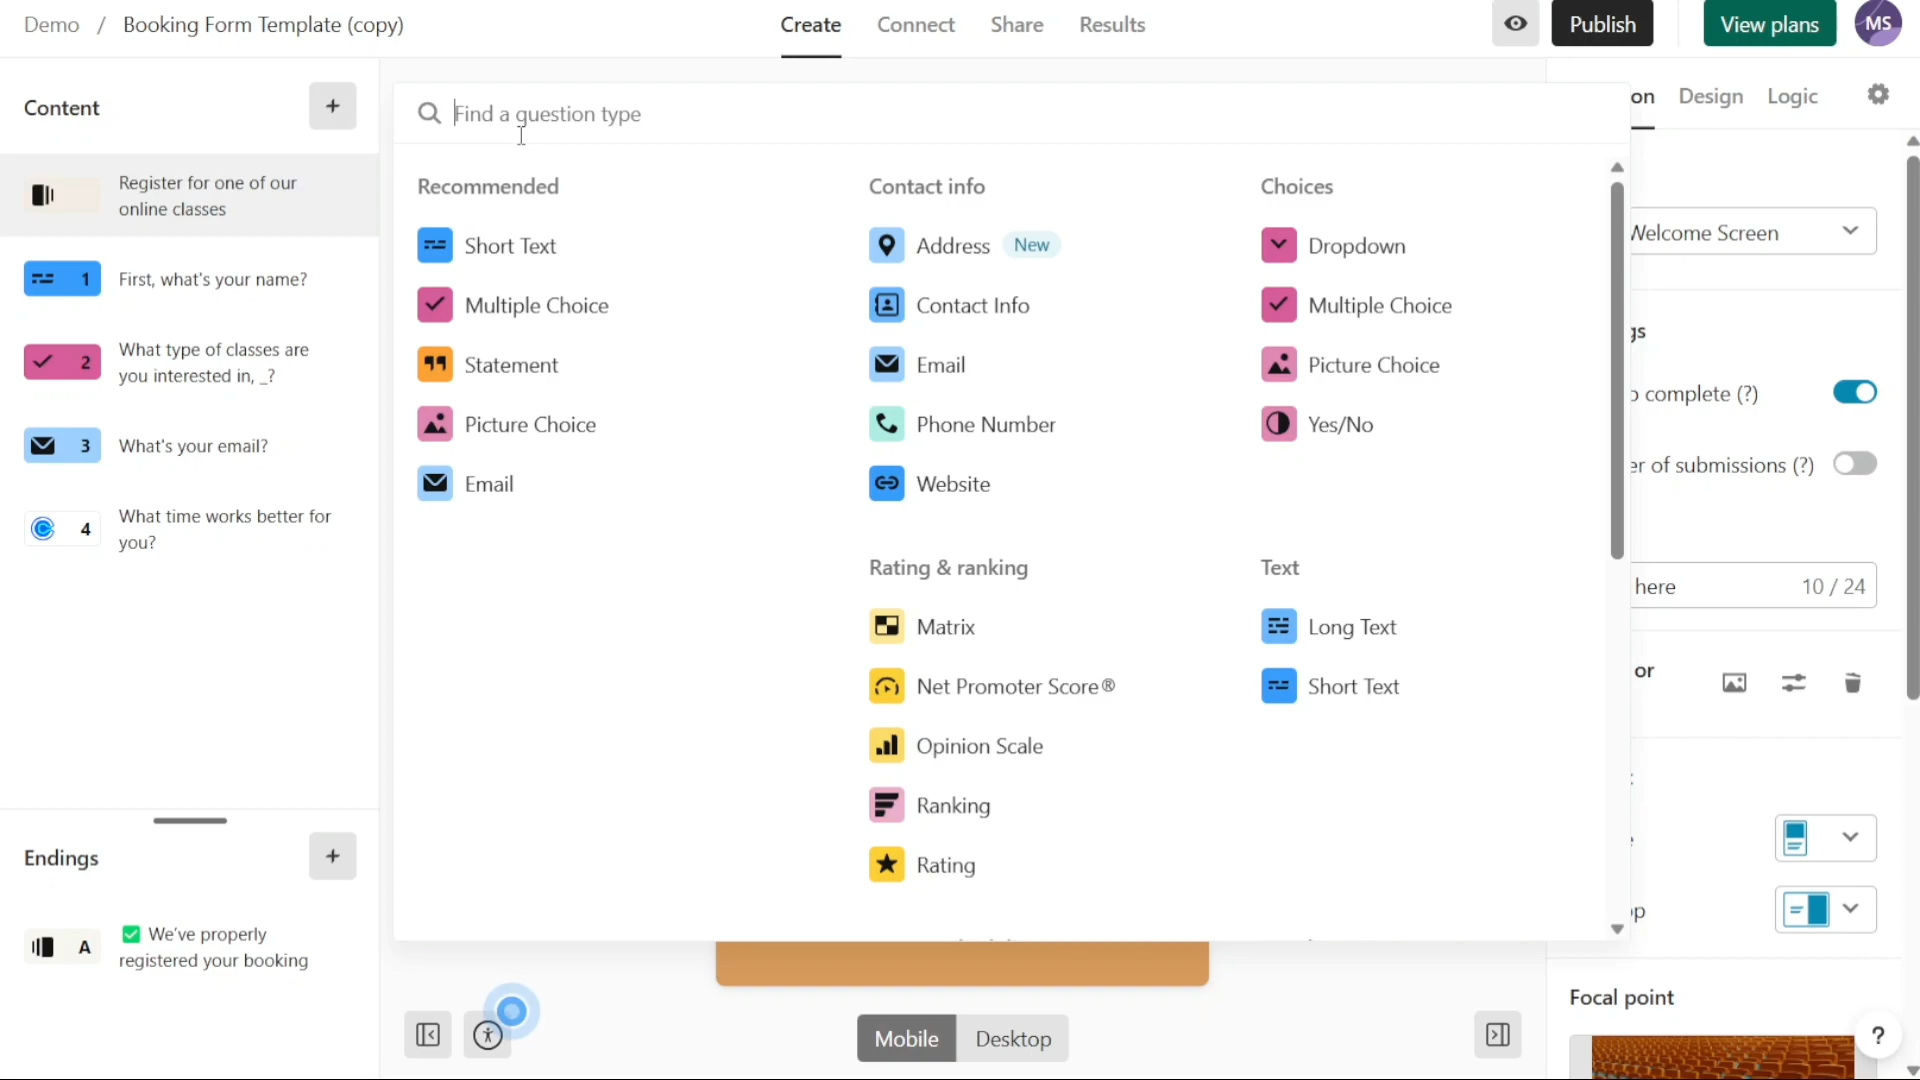 Demo / Booking Form Template (copy)
Create Connect Share Results
Publish View plans MS
Content +
Register for one of our
online classes
1 First, what's your name?
2 What type of classes are
you interested in, _?
3 What's your email?
4 What time works better for
you?
Endings +
A ✅ We've properly
registered your booking
Find a question type
Recommended
Short Text
Multiple Choice
Statement
Picture Choice
Email
Contact info
Address New
Contact Info
Email
Phone Number
Website
Rating & ranking
Matrix
Net Promoter Score®
Opinion Scale
Ranking
Rating
Choices
Dropdown
Multiple Choice
Picture Choice
Yes/No
Text
Long Text
Short Text
Mobile Desktop
on Design Logic
Welcome Screen
gs
o complete (?)
er of submissions (?)
here 10 / 24
or
Focal point
?